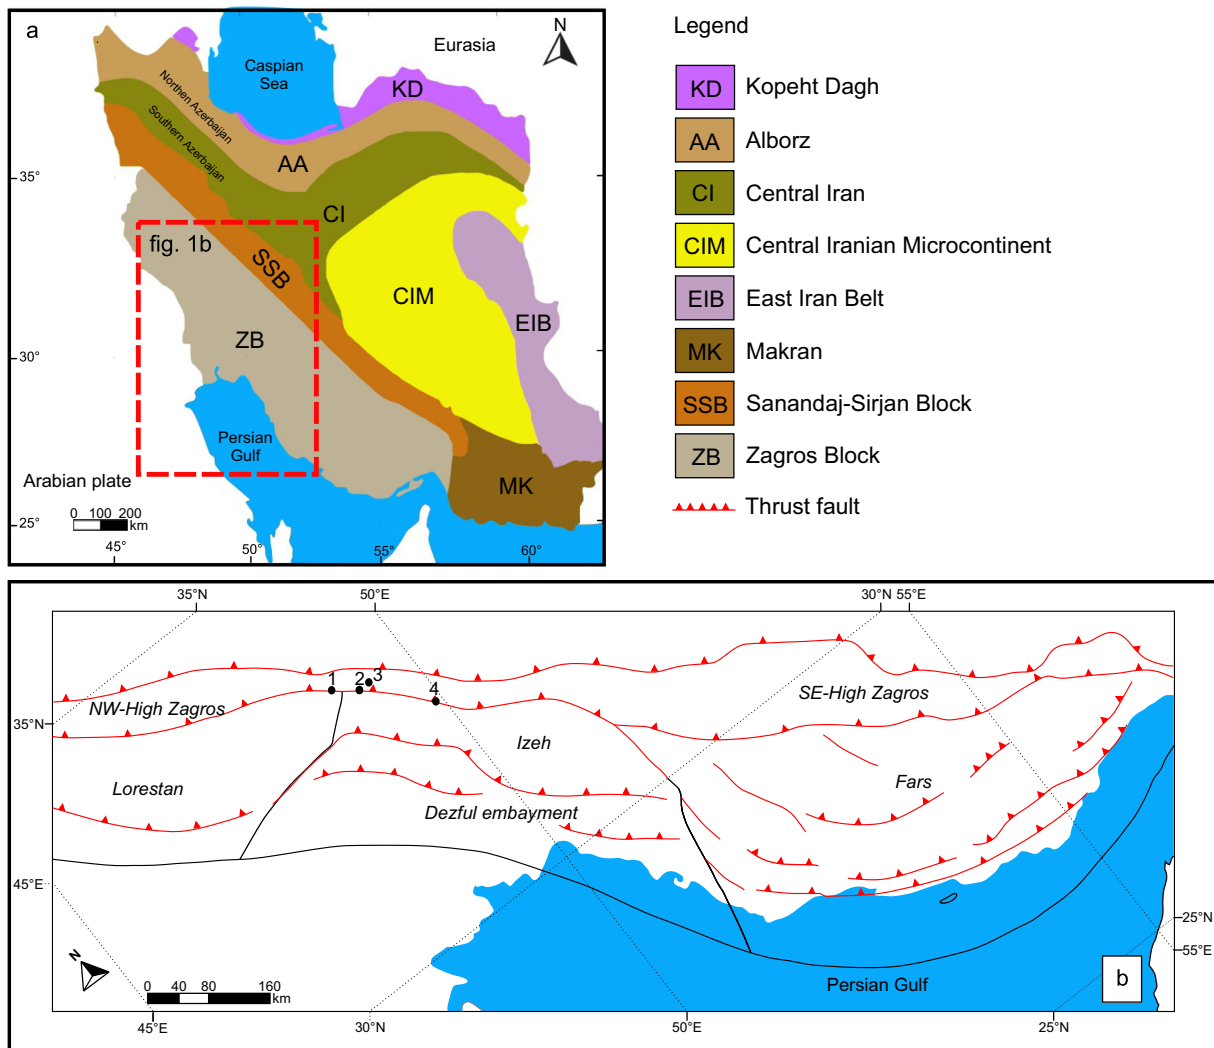 a
Eurasia
N
Caspian
Sea
KD
Northen Azerbaijan
Southern Azerbaijan
AA
35°
CI
fig. 1b
SSB
CIM
EIB
ZB
30°
Persian
Gulf
Arabian plate
MK
0 100 200
km
25°
45°
50°
55°
60°
Legend
KD Kopeht Dagh
AA Alborz
CI Central Iran
CIM Central Iranian Microcontinent
EIB East Iran Belt
MK Makran
SSB Sanandaj-Sirjan Block
ZB Zagros Block
Thrust fault
35°N
50°E
30°N 55°E
1
2
3
4
NW-High Zagros
SE-High Zagros
35°N
Izeh
Lorestan
Fars
Dezful embayment
45°E
25°N
55°E
N
0 40 80 160
km
Persian Gulf
b
45°E
30°N
50°E
25°N